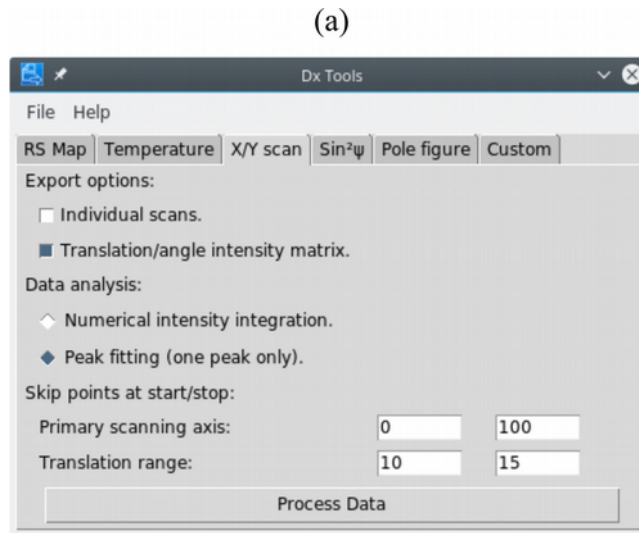 (a)
Dx Tools
File Help
RS Map Temperature X/Y scan Sin²ψ Pole figure Custom
Export options:
Individual scans.
Translation/angle intensity matrix.
Data analysis:
Numerical intensity integration.
Peak fitting (one peak only).
Skip points at start/stop:
Primary scanning axis: 0 100
Translation range: 10 15
Process Data